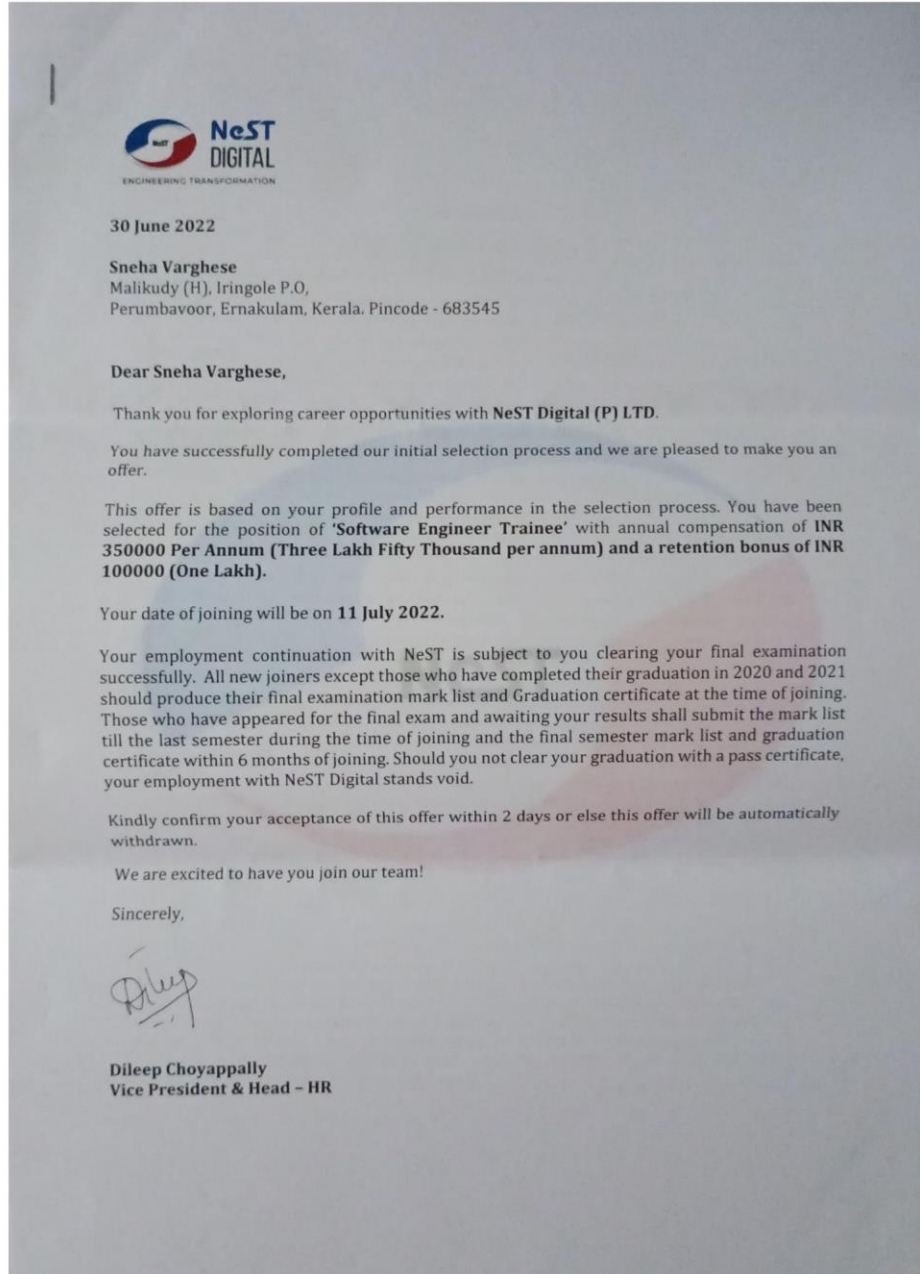 NeST
NeST
DIGITAL
ENGINEERING TRANSFORMATION
30 June 2022
Sneha Varghese
Malikudy (H), Iringole P.O,
Perumbavoor, Ernakulam, Kerala. Pincode - 683545
Dear Sneha Varghese,
Thank you for exploring career opportunities with NeST Digital (P) LTD.
You have successfully completed our initial selection process and we are pleased to make you an
offer.
This offer is based on your profile and performance in the selection process. You have been
selected for the position of 'Software Engineer Trainee' with annual compensation of INR
350000 Per Annum (Three Lakh Fifty Thousand per annum) and a retention bonus of INR
100000 (One Lakh).
Your date of joining will be on 11 July 2022.
Your employment continuation with NeST is subject to you clearing your final examination
successfully. All new joiners except those who have completed their graduation in 2020 and 2021
should produce their final examination mark list and Graduation certificate at the time of joining.
Those who have appeared for the final exam and awaiting your results shall submit the mark list
till the last semester during the time of joining and the final semester mark list and graduation
certificate within 6 months of joining. Should you not clear your graduation with a pass certificate,
your employment with NeST Digital stands void.
Kindly confirm your acceptance of this offer within 2 days or else this offer will be automatically
withdrawn.
We are excited to have you join our team!
Sincerely,
Dileep
Dileep Choyappally
Vice President & Head – HR